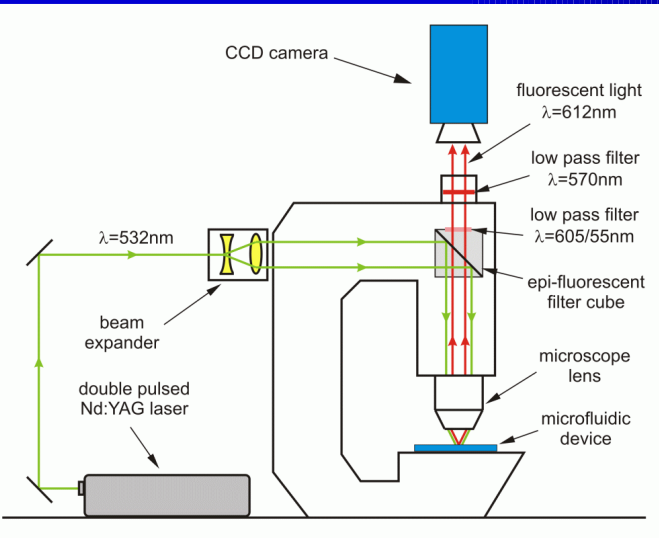 CCD camera
fluorescent light
λ=612nm
low pass filter
λ=570nm
low pass filter
λ=605/55nm
λ=532nm
epi-fluorescent
filter cube
beam
expander
microscope
lens
double pulsed
Nd:YAG laser
microfluidic
device